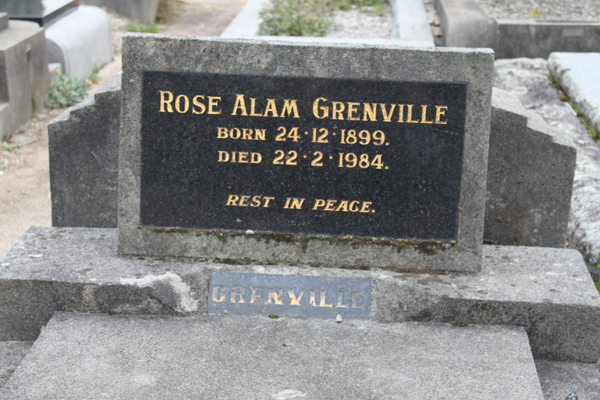 ROSE ALAM GRENVILLE
BORN 24·12·1899.
DIED 22·2·1984.
REST IN PEACE.
GRENVILLE